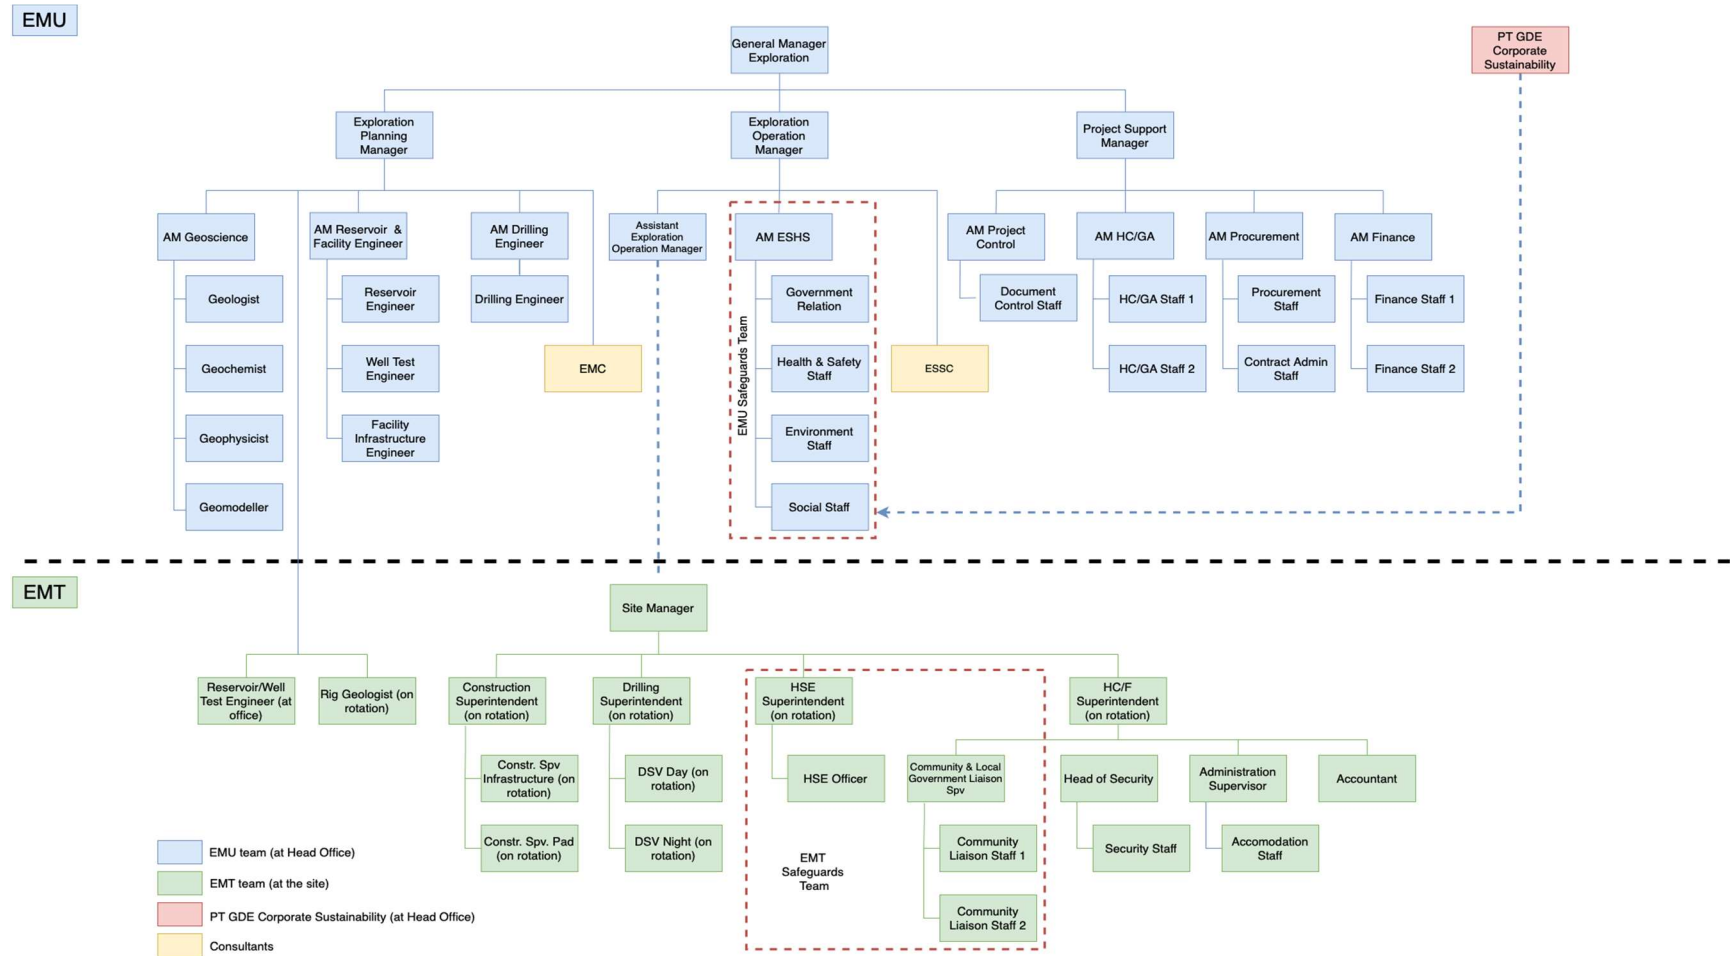 EMU
General Manager
Exploration
PT GDE
Corporate
Sustainability
Exploration
Planning
Manager
Exploration
Operation
Manager
Project Support
Manager
AM Geoscience
AM Reservoir &
Facility Engineer
AM Drilling
Engineer
Assistant
Exploration
Operation Manager
AM ESHS
AM Project
Control
AM HC/GA
AM Procurement
AM Finance
Geologist
Reservoir
Engineer
Drilling Engineer
Government
Relation
Document
Control Staff
HC/GA Staff 1
Procurement
Staff
Finance Staff 1
EMU Safeguards Team
Geochemist
Well Test
Engineer
EMC
Health & Safety
Staff
ESSC
HC/GA Staff 2
Contract Admin
Staff
Finance Staff 2
Geophysicist
Facility
Infrastructure
Engineer
Environment
Staff
Geomodeller
Social Staff
EMT
Site Manager
Reservoir/Well
Test Engineer (at
office)
Rig Geologist (on
rotation)
Construction
Superintendent
(on rotation)
Drilling
Superintendent
(on rotation)
HSE
Superintendent
(on rotation)
HC/F
Superintendent
(on rotation)
Constr. Spv
Infrastructure (on
rotation)
DSV Day (on
rotation)
HSE Officer
Community & Local
Government Liaison
Spv
Head of Security
Administration
Supervisor
Accountant
Constr. Spv. Pad
(on rotation)
DSV Night (on
rotation)
EMT
Safeguards
Team
Community
Liaison Staff 1
Security Staff
Accomodation
Staff
Community
Liaison Staff 2
EMU team (at Head Office)
EMT team (at the site)
PT GDE Corporate Sustainability (at Head Office)
Consultants